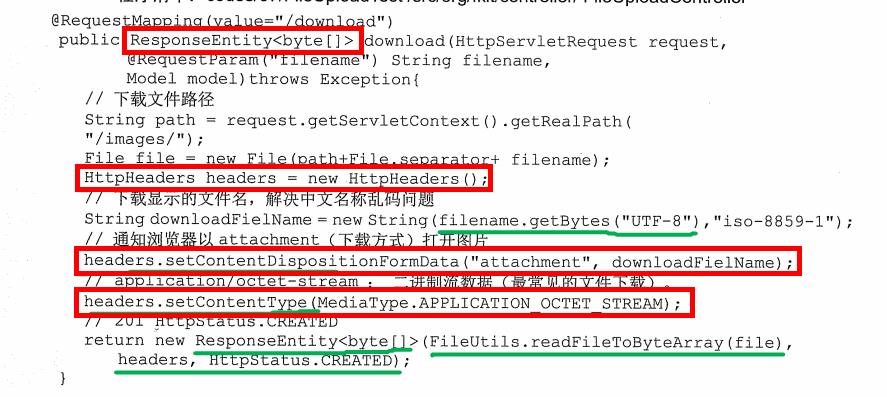 @RequestMapping(value="/download")
public ResponseEntity<byte[]> download(HttpServletRequest request,
@RequestParam("filename") String filename,
Model model)throws Exception{
// 下载文件路径
String path = request.getServletContext().getRealPath(
"/images/");
File file = new File(path+File.separator+ filename);
HttpHeaders headers = new HttpHeaders();
// 下载显示的文件名，解决中文名称乱码问题
String downloadFielName = new String(filename.getBytes("UTF-8"),"iso-8859-1");
// 通知浏览器以 attachment（下载方式）打开图片
headers.setContentDispositionFormData("attachment", downloadFielName);
// application/octet-stream ： 二进制流数据（最常见的文件下载）。
headers.setContentType(MediaType.APPLICATION_OCTET_STREAM);
// 201 HttpStatus.CREATED
return new ResponseEntity<byte[]>(FileUtils.readFileToByteArray(file),
headers, HttpStatus.CREATED);
}